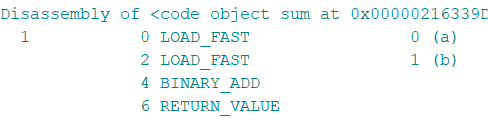 Disassembly of <code object sum at 0x00000216339D
1 0 LOAD_FAST 0 (a)
2 LOAD_FAST 1 (b)
4 BINARY_ADD
6 RETURN_VALUE